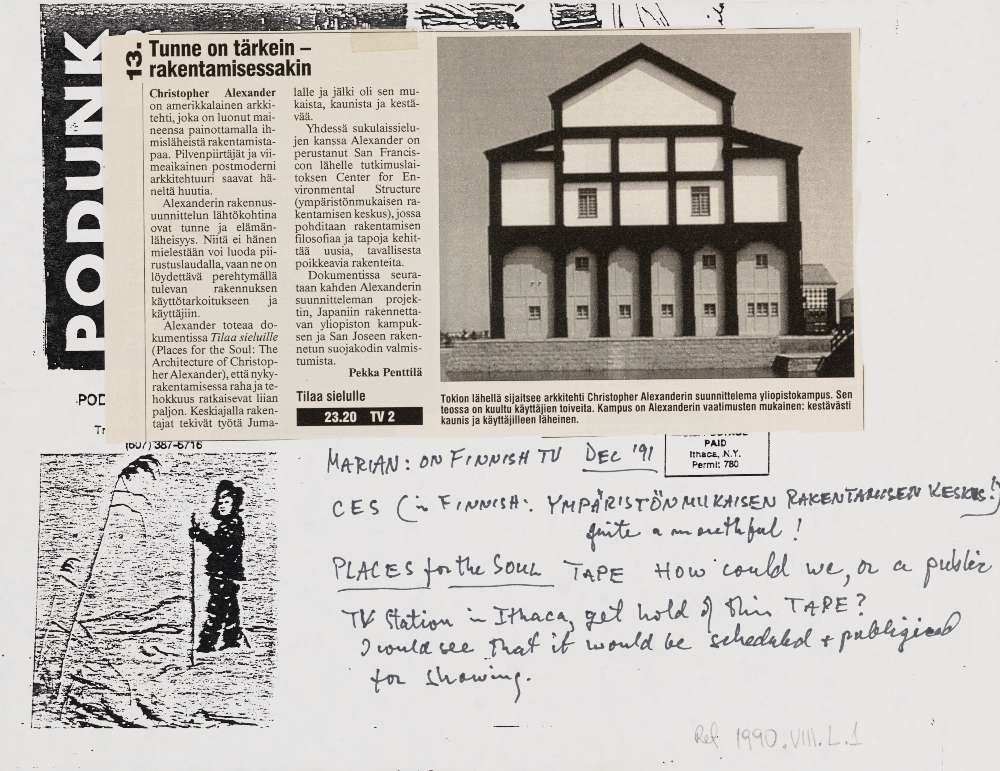 PODUNK
13.
Tunne on tärkein –
rakentamisessakin
Christopher Alexander
on amerikkalainen arkki-
tehti, joka on luonut mai-
neensa painottamalla ih-
misläheistä rakentamista-
paa. Pilvenpiirtäjät ja vii-
meaikainen postmoderni
arkkitehtuuri saavat hä-
neltä huutia.
Alexanderin rakennus-
uunnittelun lähtökohtina
ovat tunne ja elämän-
läheisyys. Niitä ei hänen
mielestään voi luoda pii-
rustuslaudalla, vaan ne on
löydettävä perehtymällä
tulevan rakennuksen
käyttötarkoitukseen ja
käyttäjiin.
Alexander toteaa do-
kumentissa Tilaa sieluille
(Places for the Soul: The
Architecture of Christop-
her Alexander), että nyky-
rakentamisessa raha ja te-
hokkuus ratkaisevat liian
paljon. Keskiajalla raken-
tajat tekivät työtä Juma-
lalle ja jälki oli sen mu-
kaista, kaunista ja kestä-
vää.
Yhdessä sukulaissielu-
jen kanssa Alexander on
perustanut San Francis-
con lähelle tutkimuslai-
toksen Center for En-
vironmental Structure
(ympäristönmukaisen ra-
kentamisen keskus), jossa
pohditaan rakentamisen
filosofiaa ja tapoja kehit-
tää uusia, tavallisesta
poikkeavia rakenteita.
Dokumentissa seura-
taan kahden Alexanderin
suunnitteleman projek-
tin, Japaniin rakennetta-
van yliopiston kampuk-
sen ja San Joseen raken-
netun suojakodin valmis-
tumista.
Pekka Penttilä
Tilaa sielulle
23.20 TV 2
Tokion lähellä sijaitsee arkkitehti Christopher Alexanderin suunnittelema yliopistokampus. Sen
teossa on kuultu käyttäjien toiveita. Kampus on Alexanderin vaatimusten mukainen: kestävästi
kaunis ja käyttäjilleen läheinen.
POD
(607) 387-6716
PAID
Ithaca, N.Y.
Permit 780
MARIAN: ON FINNISH TV DEC '91
CES (in FINNISH: YMPÄRISTÖNMUKAISEN RAKENTAMISEN KESKUS!)
quite a mouthful!
PLACES for the SOUL TAPE How could we, or a public
TV station in Ithaca, get hold of this TAPE?
I would see that it would be scheduled + publigized
for showing.
Ref 1990.VIII.L.1